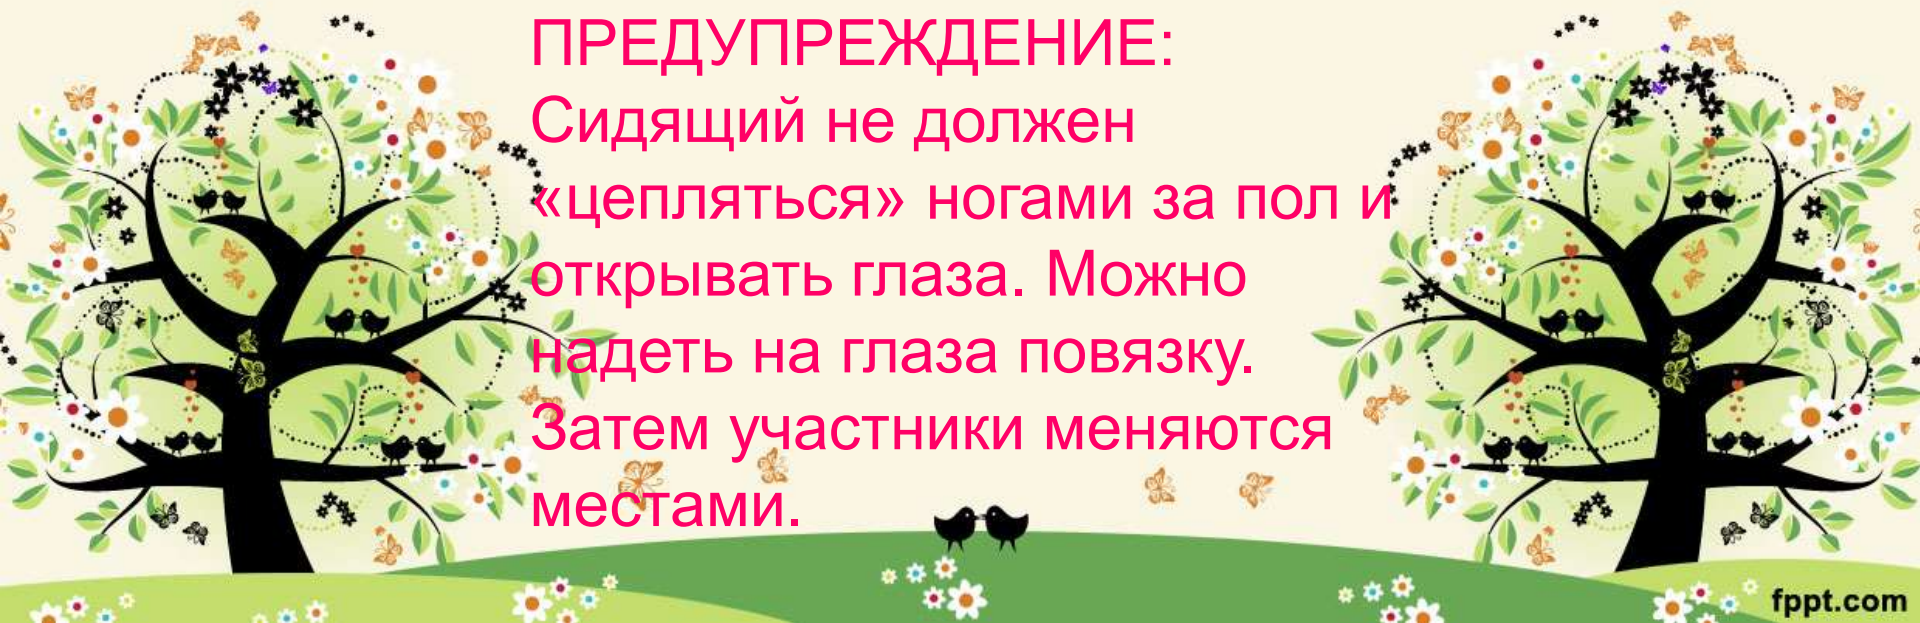 ПРЕДУПРЕЖДЕНИЕ:
Сидящий не должен
«цепляться» ногами за пол и
открывать глаза. Можно
надеть на глаза повязку.
Затем участники меняются
местами.
fppt.com